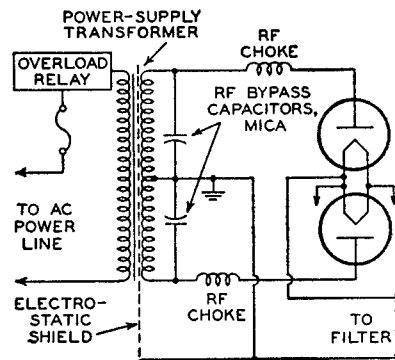 POWER-SUPPLY
TRANSFORMER
RF
CHOKE
OVERLOAD
RELAY
RF BYPASS
CAPACITORS,
MICA
TO AC
POWER
LINE
ELECTRO-
STATIC
SHIELD
RF
CHOKE
TO
FILTER